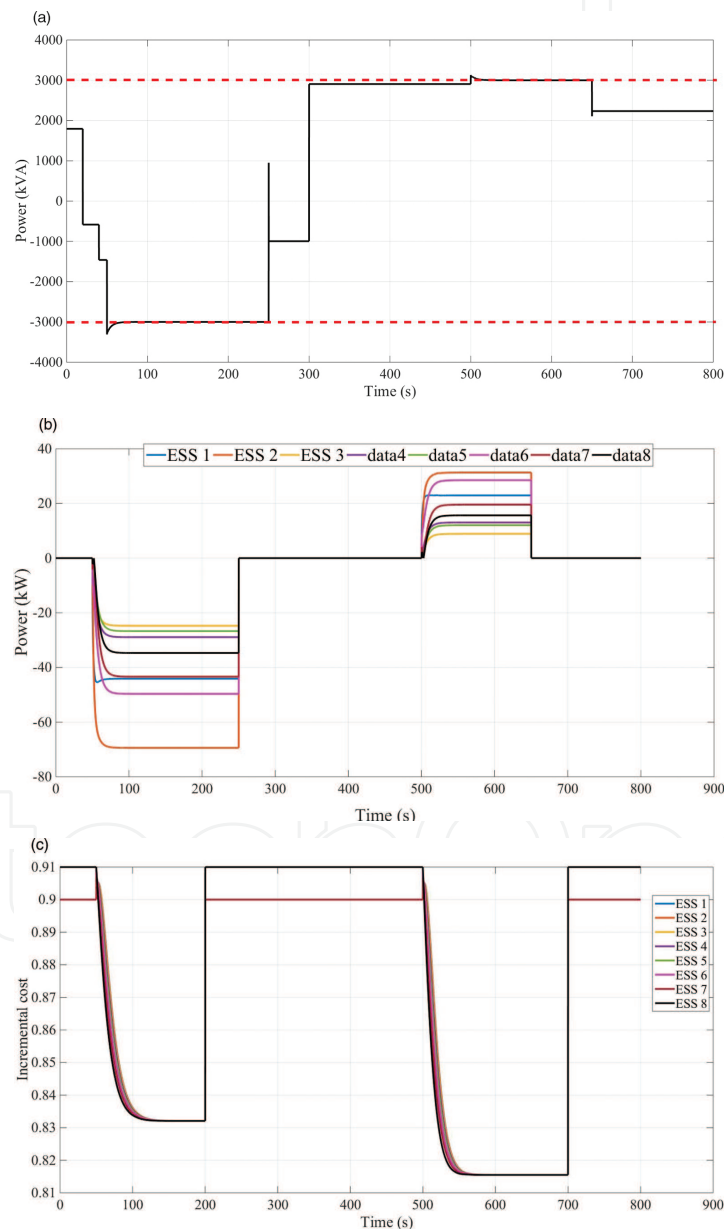 (a)
4000
3000
2000
1000
0
-1000
-2000
-3000
-4000
Power (kVA)
0 100 200 300 400 500 600 700 800
Time (s)
(b)
40
20
0
-20
-40
-60
-80
Power (kW)
ESS 1 ESS 2 ESS 3 data4 data5 data6 data7 data8
0 100 200 300 400 500 600 700 800 900
Time (s)
(c)
0.91
0.9
0.89
0.88
0.87
0.86
0.85
0.84
0.83
0.82
0.81
Incremental cost
ESS 1
ESS 2
ESS 3
ESS 4
ESS 5
ESS 6
ESS 7
ESS 8
0 100 200 300 400 500 600 700 800 900
Time (s)